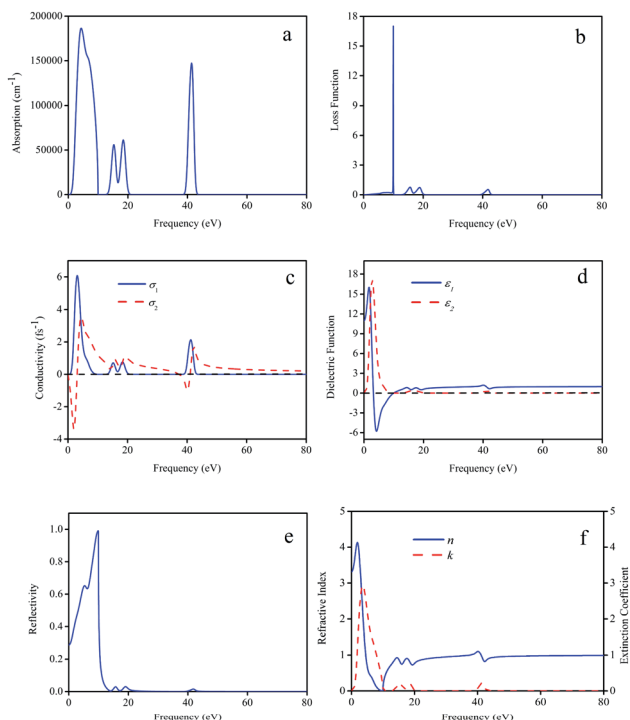 200000
150000
100000
50000
0
0 20 40 60 80
Absorption (cm⁻¹)
Frequency (eV)
a
18
15
12
9
6
3
0
0 20 40 60 80
Loss Function
Frequency (eV)
b
6
4
2
0
-2
-4
0 20 40 60 80
Conductivity (fs⁻¹)
Frequency (eV)
σ₁
σ₂
c
18
15
12
9
6
3
0
-3
-6
0 20 40 60 80
Dielectric Function
Frequency (eV)
ε₁
ε₂
d
1.0
0.8
0.6
0.4
0.2
0.0
0 20 40 60 80
Reflectivity
Frequency (eV)
e
5
4
3
2
1
0
0 20 40 60 80
Refractive Index
Frequency (eV)
n
k
f
5
4
3
2
1
0
Extinction Coefficient